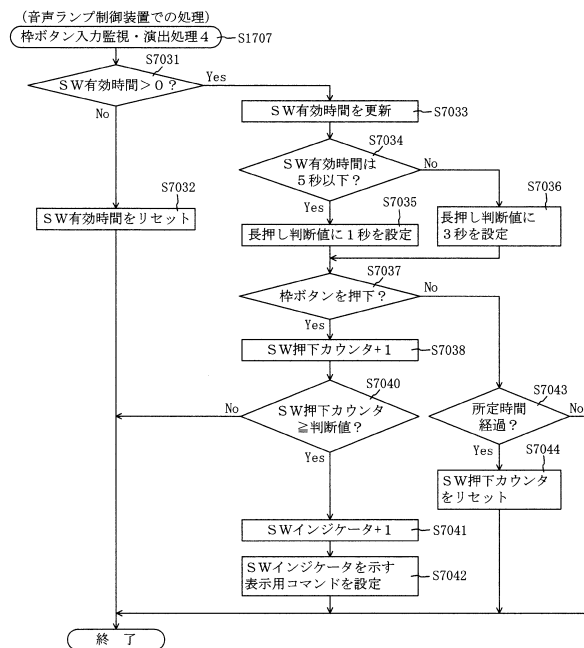 (音声ランプ制御装置での処理)
枠ボタン入力監視・演出処理4
S1707
S7031
SW有効時間>0?
Yes
No
SW有効時間を更新
S7033
S7034
SW有効時間は
5秒以下?
No
Yes
S7032
SW有効時間をリセット
S7035
長押し判断値に1秒を設定
S7036
長押し判断値に
3秒を設定
S7037
枠ボタンを押下?
No
Yes
SW押下カウンタ+1
S7038
S7040
SW押下カウンタ
≧判断値?
No
Yes
S7043
所定時間
経過?
No
Yes
S7044
SW押下カウンタ
をリセット
SWインジケータ+1
S7041
SWインジケータを示す
表示用コマンドを設定
S7042
終 了